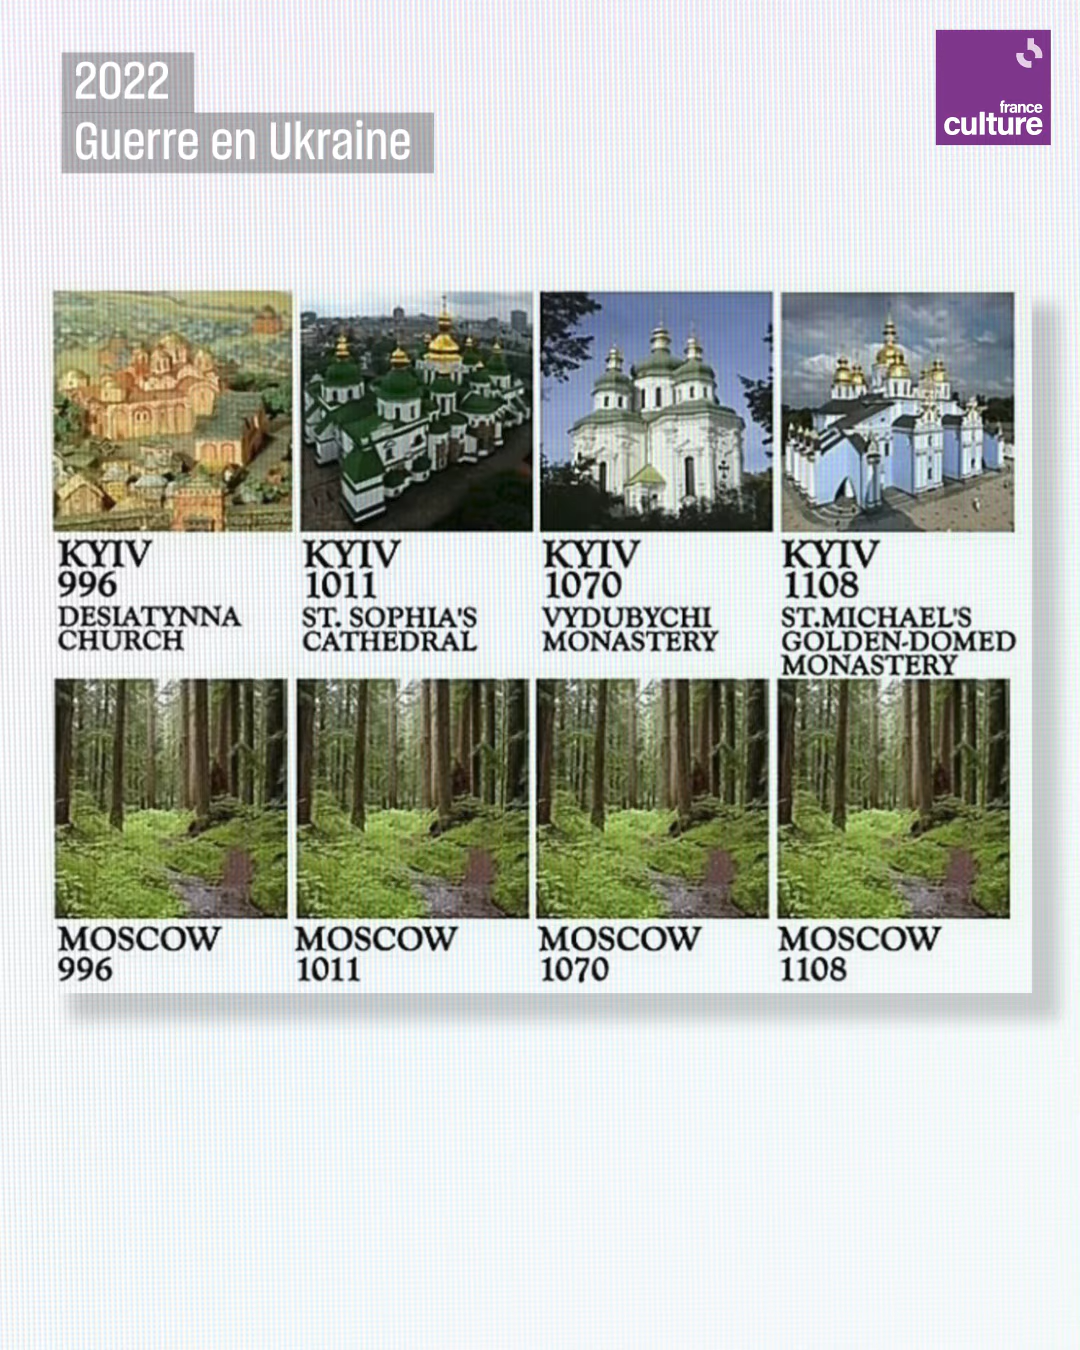 2022
Guerre en Ukraine
france
culture
KYIV
996
DESIATYNNA
CHURCH
KYIV
1011
ST. SOPHIA'S
CATHEDRAL
KYIV
1070
VYDUBYCHI
MONASTERY
KYIV
1108
ST.MICHAEL'S
GOLDEN-DOMED
MONASTERY
MOSCOW
996
MOSCOW
1011
MOSCOW
1070
MOSCOW
1108